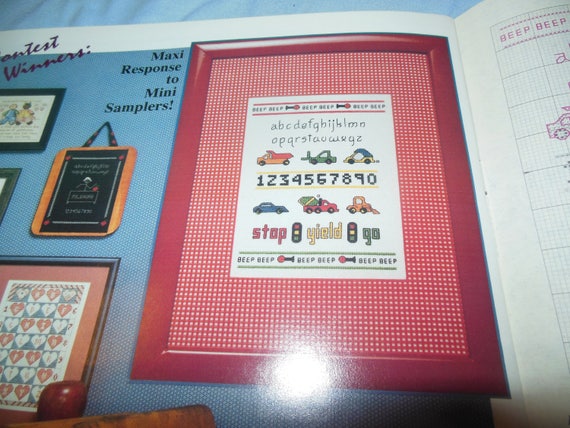 Contest
Winners:
Maxi
Response
to
Mini
Samplers!
BEEP BEEP BEEP BEEP BEEP BEEP
abcdefghijklmn
opqrstuvwxyz
1234567890
stop yield go
BEEP BEEP BEEP BEEP BEEP BEEP
BEEP BEEP